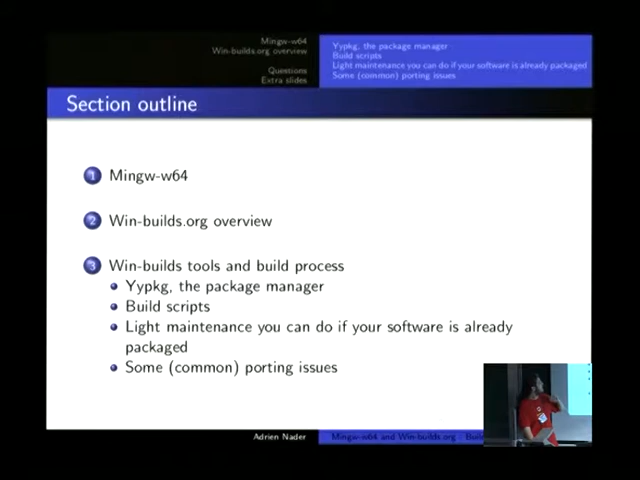 Mingw-w64
Win-builds.org overview
Questions
Extra slides
Yypkg, the package manager
Build scripts
Light maintenance you can do if your software is already packaged
Some (common) porting issues
Section outline
1 Mingw-w64
2 Win-builds.org overview
3 Win-builds tools and build process
Yypkg, the package manager
Build scripts
Light maintenance you can do if your software is already
packaged
Some (common) porting issues
Adrien Nader
Mingw-w64 and Win-builds.org